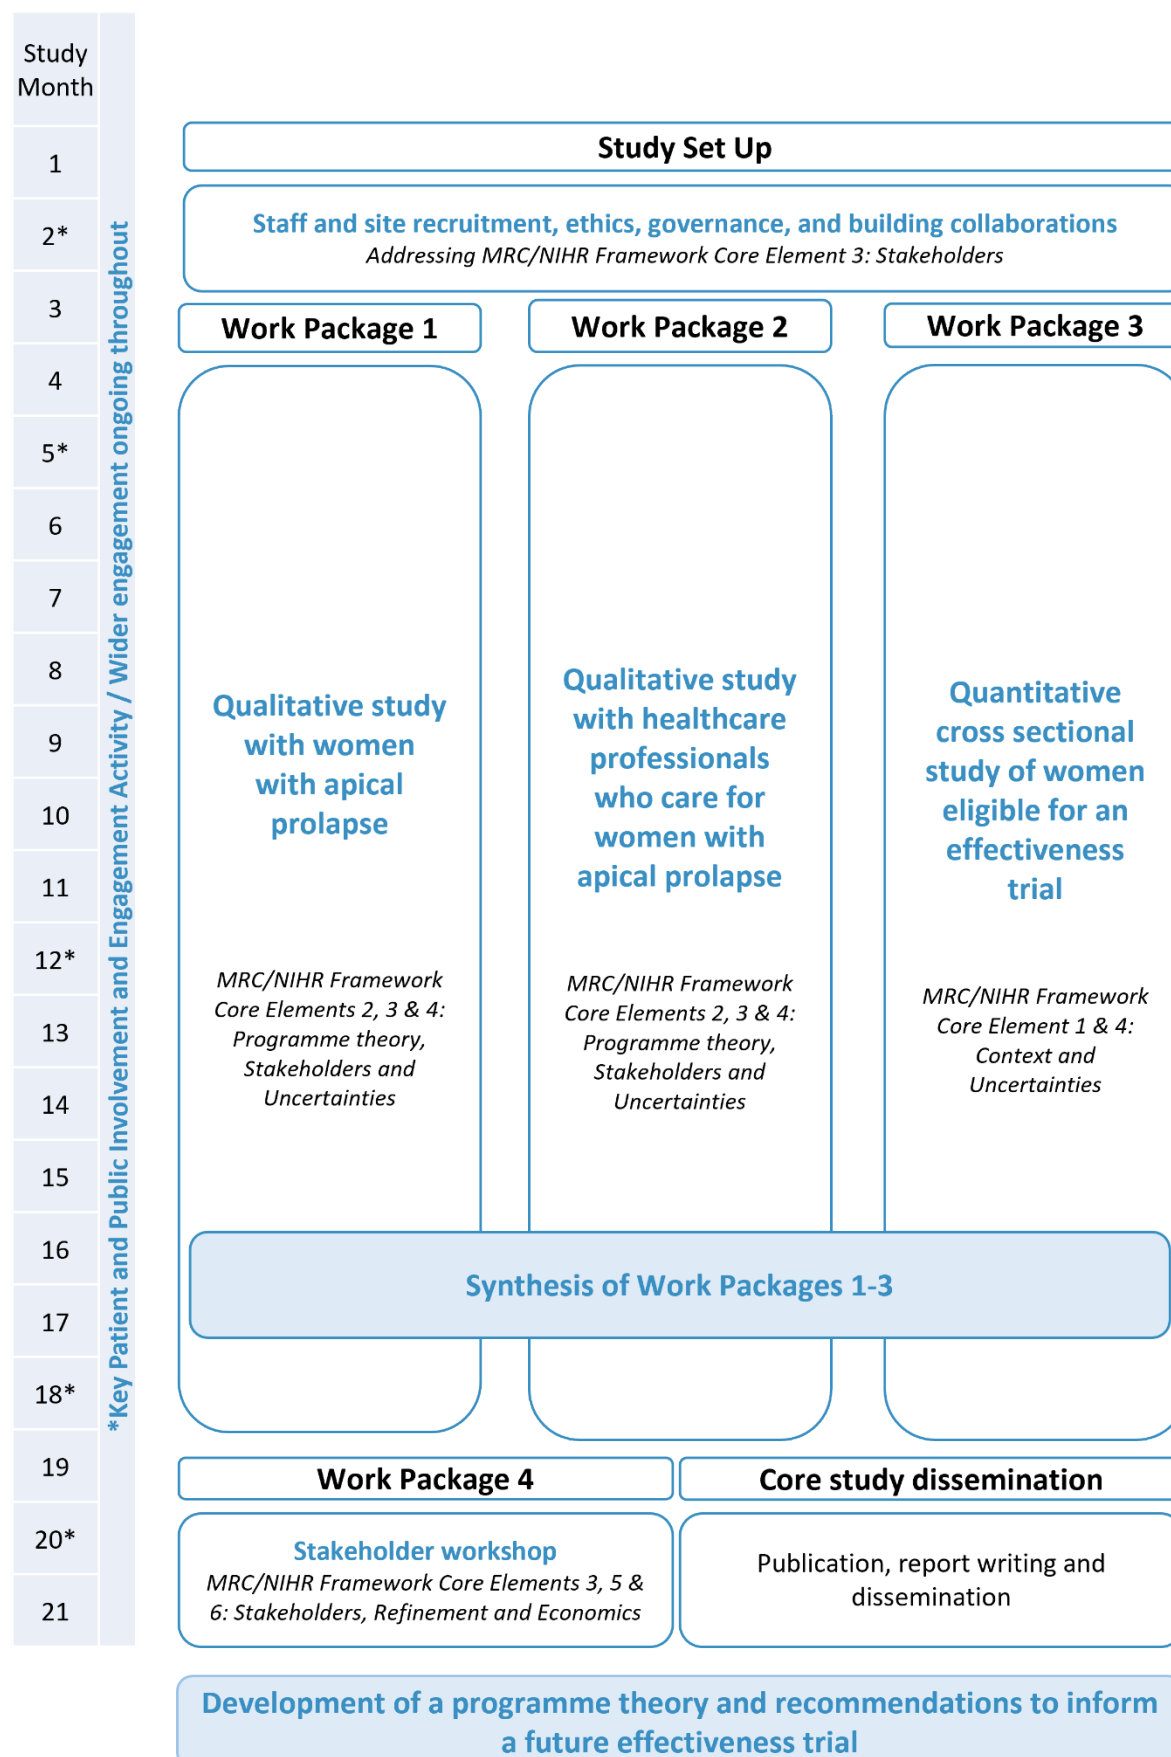 Study
Month
1
2*
3
4
5*
6
7
8
9
10
11
12*
13
14
15
16
17
18*
19
20*
21
*Key Patient and Public Involvement and Engagement Activity / Wider engagement ongoing throughout
Study Set Up
Staff and site recruitment, ethics, governance, and building collaborations
Addressing MRC/NIHR Framework Core Element 3: Stakeholders
Work Package 1
Qualitative study
with women
with apical
prolapse
MRC/NIHR Framework
Core Elements 2, 3 & 4:
Programme theory,
Stakeholders and
Uncertainties
Work Package 2
Qualitative study
with healthcare
professionals
who care for
women with
apical prolapse
MRC/NIHR Framework
Core Elements 2, 3 & 4:
Programme theory,
Stakeholders and
Uncertainties
Work Package 3
Quantitative
cross sectional
study of women
eligible for an
effectiveness
trial
MRC/NIHR Framework
Core Element 1 & 4:
Context and
Uncertainties
Synthesis of Work Packages 1-3
Work Package 4
Stakeholder workshop
MRC/NIHR Framework Core Elements 3, 5 &
6: Stakeholders, Refinement and Economics
Core study dissemination
Publication, report writing and
dissemination
Development of a programme theory and recommendations to inform
a future effectiveness trial